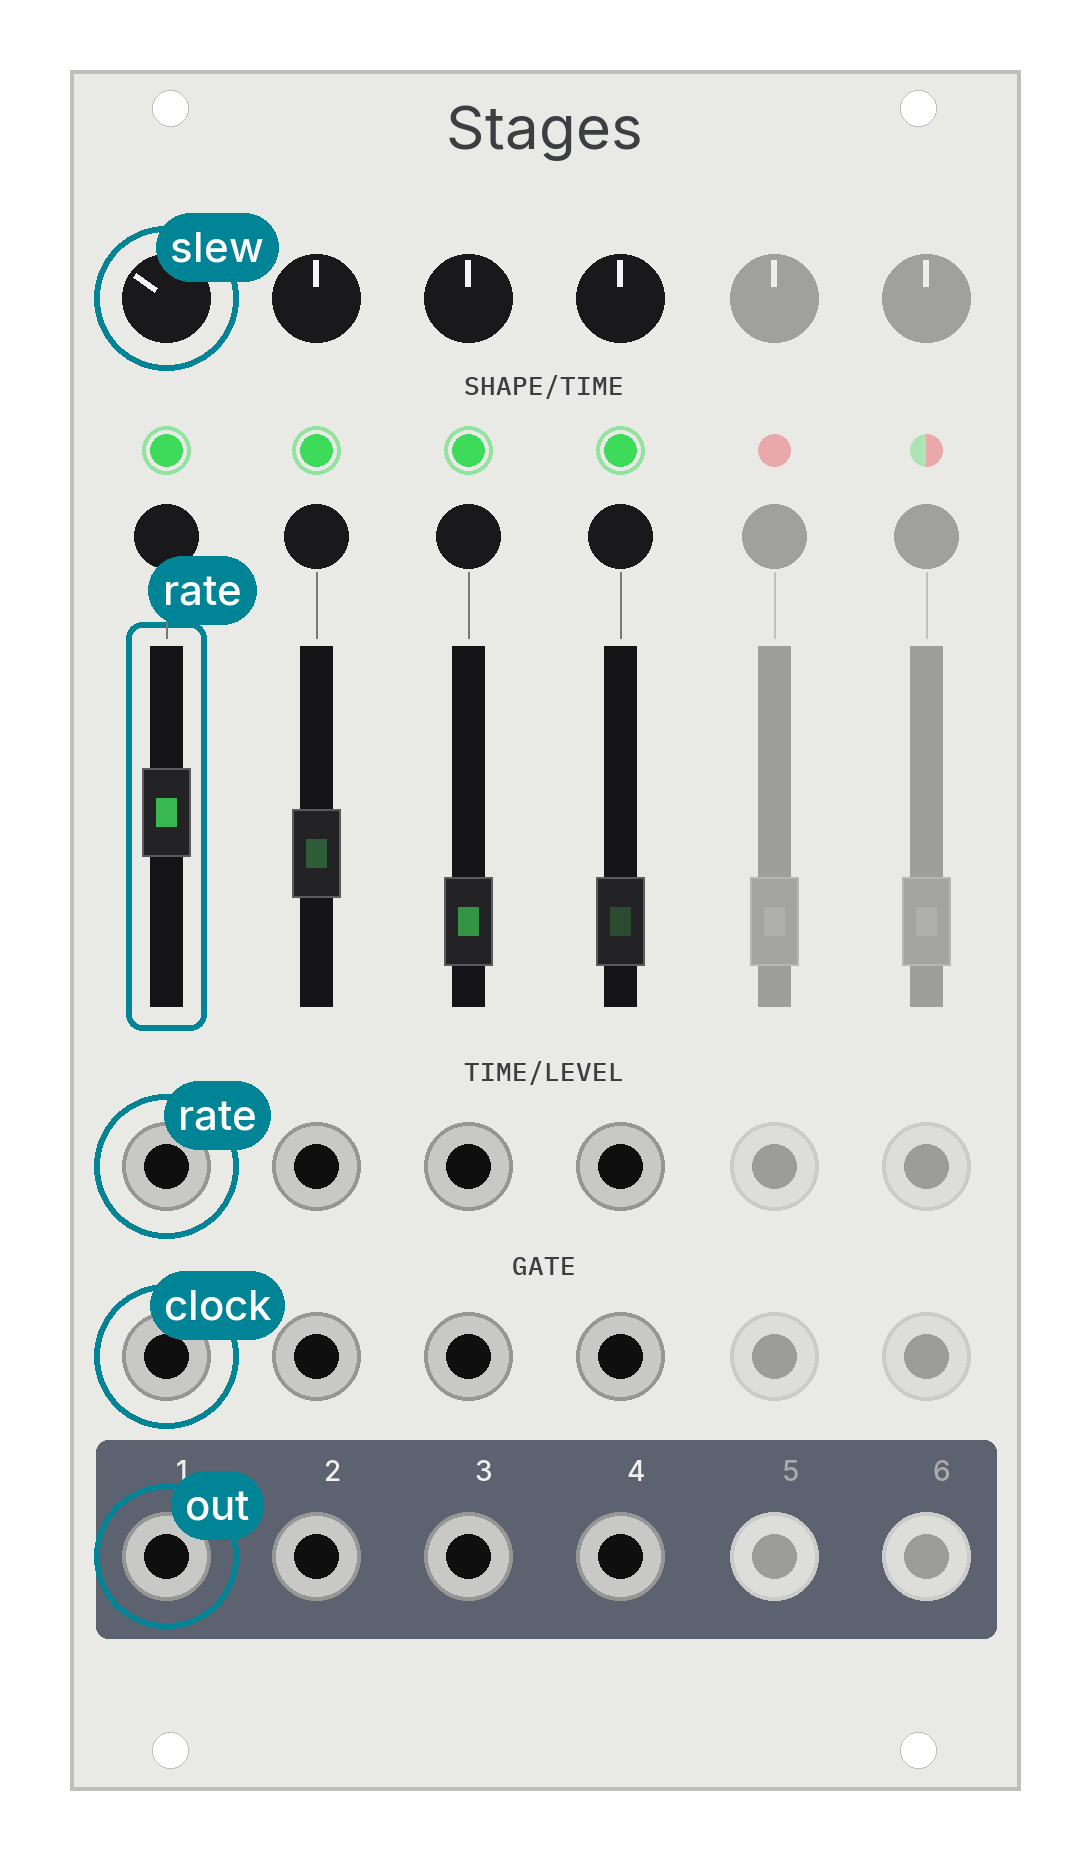 Stages
slew
SHAPE/TIME
rate
TIME/LEVEL
rate
GATE
clock
1 2 3 4 5 6
out